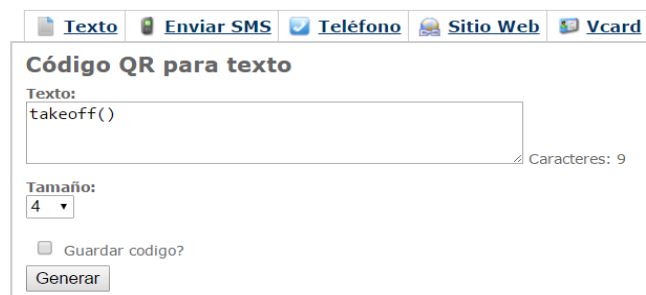 Texto Enviar SMS Teléfono Sitio Web Vcard
Código QR para texto
Texto:
takeoff()
Caracteres: 9
Tamaño:
4
Guardar codigo?
Generar